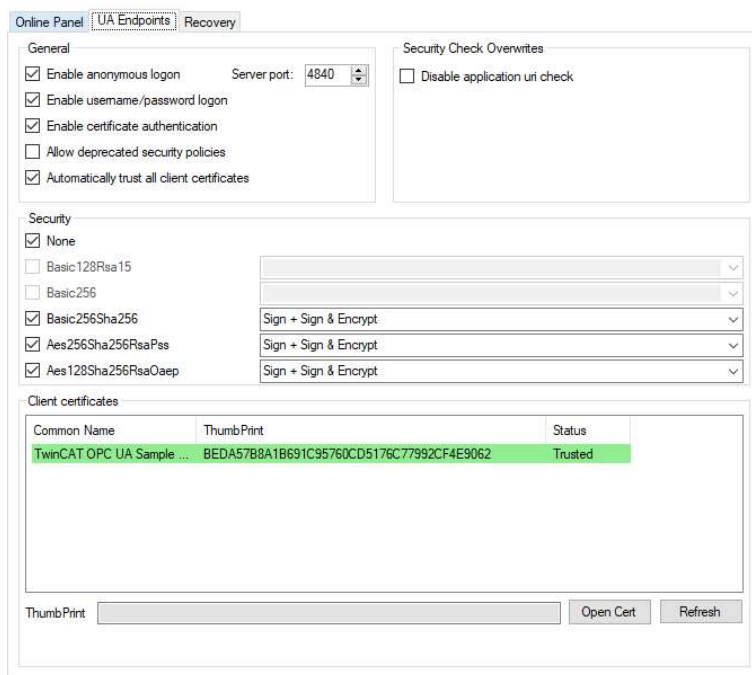 Online Panel UA Endpoints Recovery
General
Enable anonymous logon Server port: 4840
Enable username/password logon
Enable certificate authentication
Allow deprecated security policies
Automatically trust all client certificates
Security Check Overwrites
Disable application uri check
Security
None
Basic128Rsa15
Basic256
Basic256Sha256 Sign + Sign & Encrypt
Aes256Sha256RsaPss Sign + Sign & Encrypt
Aes128Sha256RsaOaep Sign + Sign & Encrypt
Client certificates
Common Name ThumbPrint Status
TwinCAT OPC UA Sample ... BEDA57B8A1B691C95760CD5176C77992CF4E9062 Trusted
ThumbPrint Open Cert Refresh